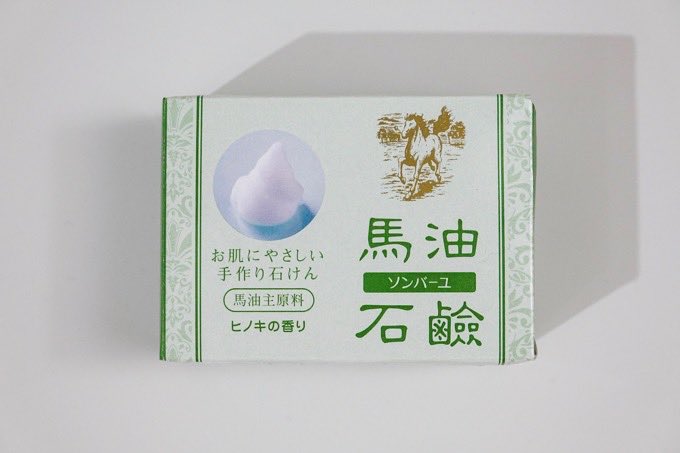 お肌にやさしい
手作り石けん
馬油主原料
ヒノキの香り
馬油
ソンバーユ
石鹼